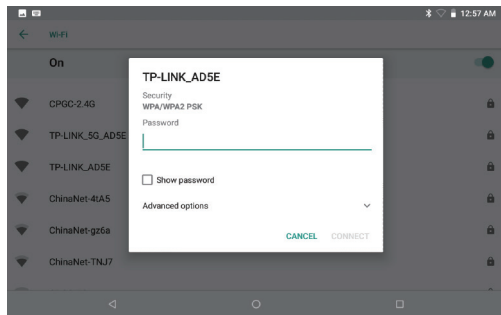 12:57 AM
Wi-Fi
On
CPGC-2.4G
TP-LINK_5G_AD5E
TP-LINK_AD5E
ChinaNet-4tA5
ChinaNet-gz6a
ChinaNet-TNJ7
TP-LINK_AD5E
Security
WPA/WPA2 PSK
Password
Show password
Advanced options
CANCEL CONNECT